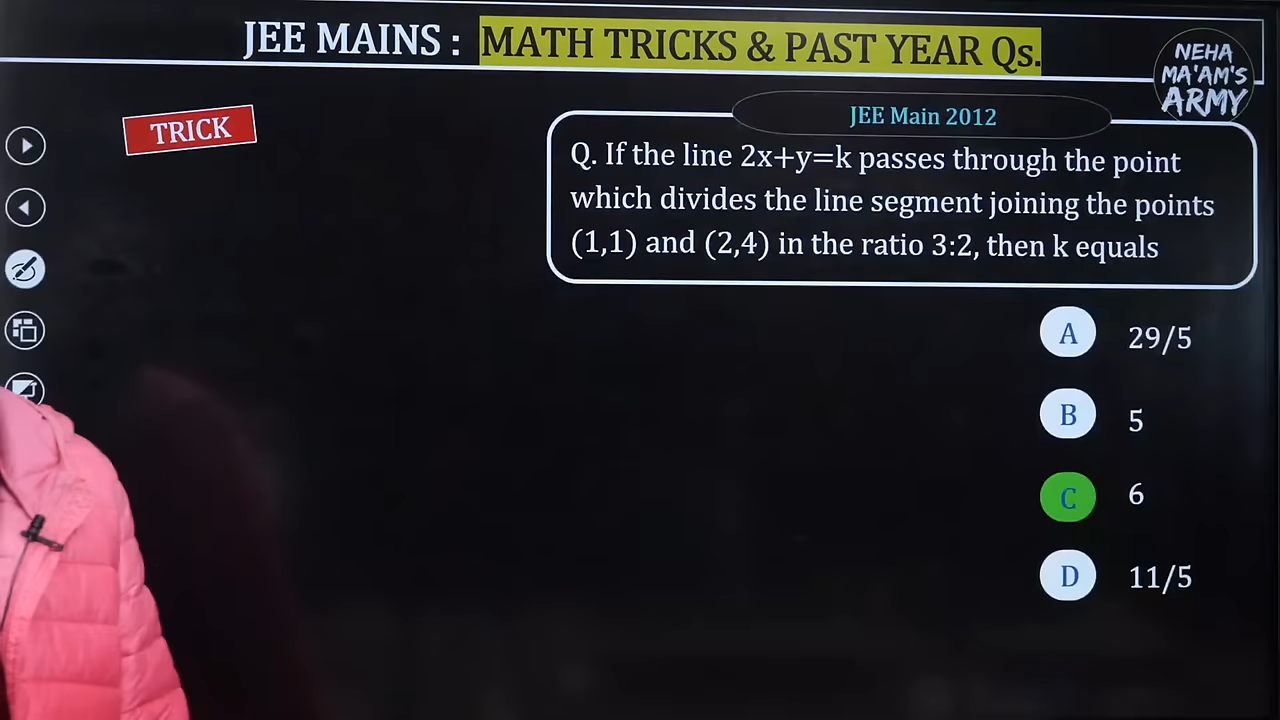 JEE MAINS : MATH TRICKS & PAST YEAR Qs.
NEHA
MA'AM'S
ARMY
TRICK
JEE Main 2012
Q. If the line 2x+y=k passes through the point
which divides the line segment joining the points
(1,1) and (2,4) in the ratio 3:2, then k equals
A 29/5
B 5
C 6
D 11/5